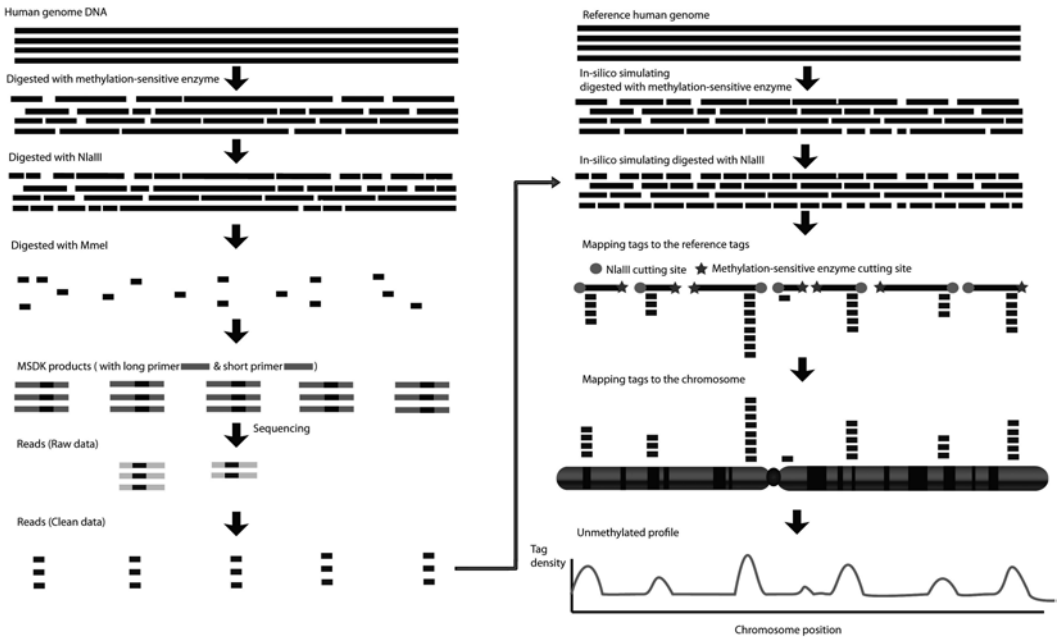 Human genome DNA
Digested with methylation-sensitive enzyme
Digested with NlaIII
Digested with MmeI
MSDK products ( with long primer & short primer )
Sequencing
Reads (Raw data)
Reads (Clean data)
Reference human genome
In-silico simulating
digested with methylation-sensitive enzyme
In-silico simulating digested with NlaIII
Mapping tags to the reference tags
NlaIII cutting site
Methylation-sensitive enzyme cutting site
Mapping tags to the chromosome
Unmethylated profile
Tag
density
Chromosome position